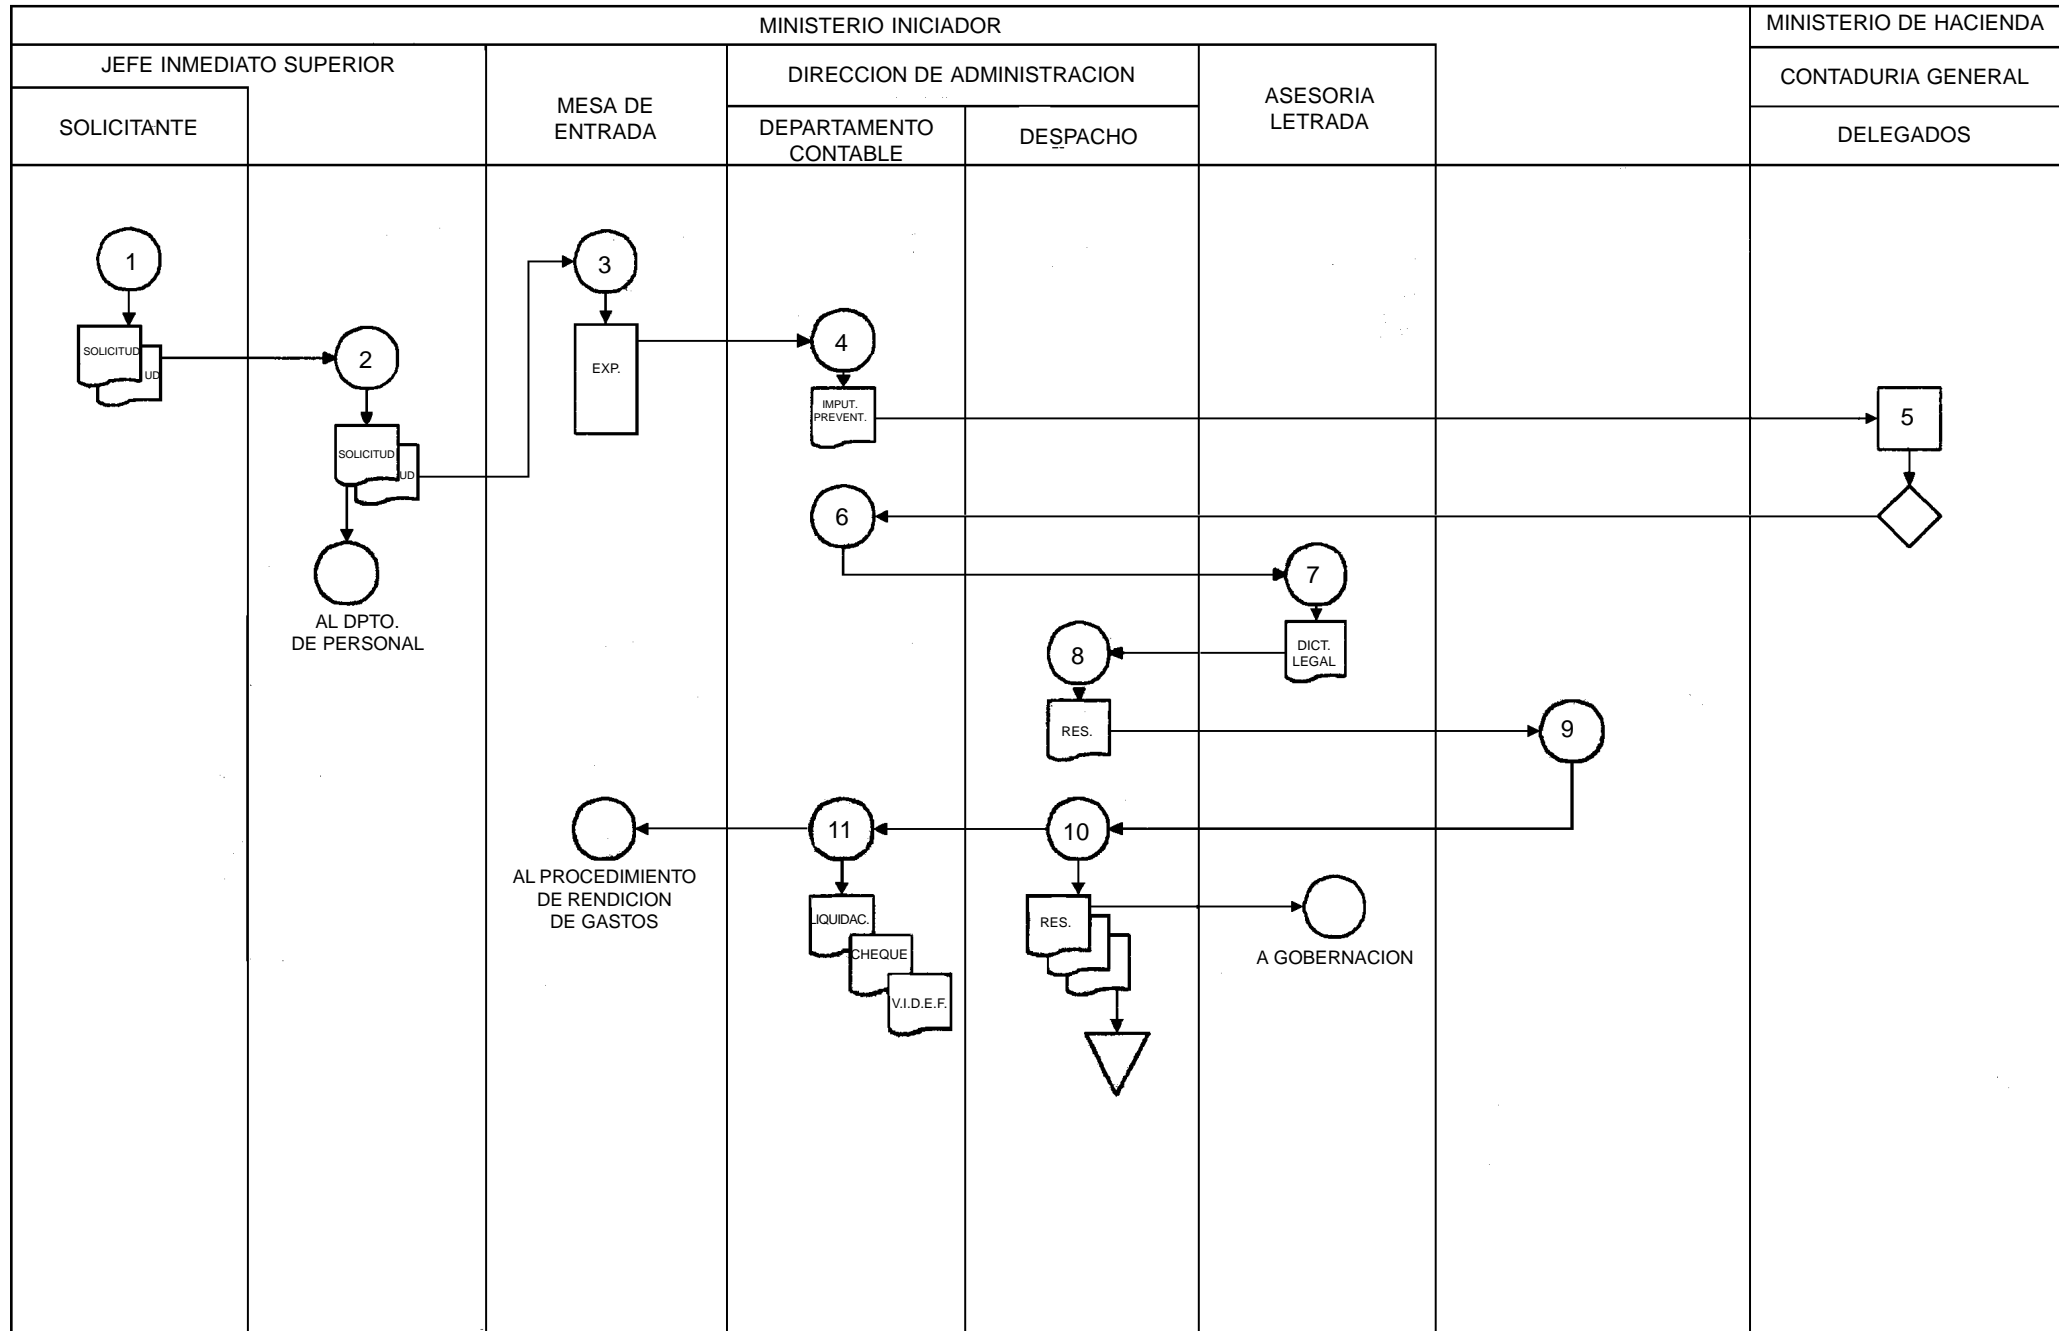 MINISTERIO INICIADOR
MINISTERIO DE HACIENDA
JEFE INMEDIATO SUPERIOR
SOLICITANTE
MESA DE
ENTRADA
DIRECCION DE ADMINISTRACION
DEPARTAMENTO
CONTABLE
DESPACHO
ASESORIA
LETRADA
CONTADURIA GENERAL
DELEGADOS
1
SOLICITUD
UD
2
SOLICITUD
UD
AL DPTO.
DE PERSONAL
3
EXP.
4
IMPUT.
PREVENT.
5
6
7
DICT.
LEGAL
8
RES.
9
10
RES.
A GOBERNACION
11
LIQUIDAC.
CHEQUE
V.I.D.E.F.
AL PROCEDIMIENTO
DE RENDICION
DE GASTOS